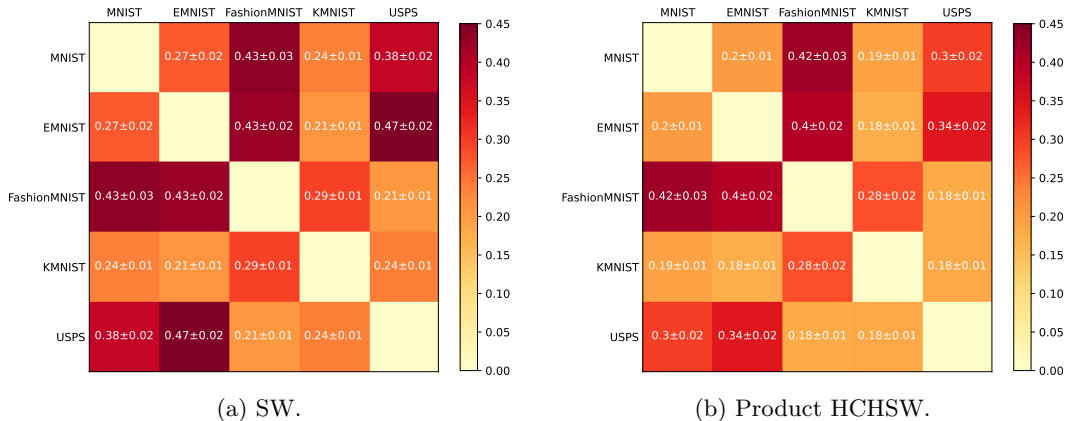 MNIST EMNIST FashionMNIST KMNIST USPS
MNIST 0.27±0.02 0.43±0.03 0.24±0.01 0.38±0.02
EMNIST 0.27±0.02 0.43±0.02 0.21±0.01 0.47±0.02
FashionMNIST 0.43±0.03 0.43±0.02 0.29±0.01 0.21±0.01
KMNIST 0.24±0.01 0.21±0.01 0.29±0.01 0.24±0.01
USPS 0.38±0.02 0.47±0.02 0.21±0.01 0.24±0.01
0.45
0.40
0.35
0.30
0.25
0.20
0.15
0.10
0.05
0.00
(a) SW.
MNIST EMNIST FashionMNIST KMNIST USPS
MNIST 0.2±0.01 0.42±0.03 0.19±0.01 0.3±0.02
EMNIST 0.2±0.01 0.4±0.02 0.18±0.01 0.34±0.02
FashionMNIST 0.42±0.03 0.4±0.02 0.28±0.02 0.18±0.01
KMNIST 0.19±0.01 0.18±0.01 0.28±0.02 0.18±0.01
USPS 0.3±0.02 0.34±0.02 0.18±0.01 0.18±0.01
0.45
0.40
0.35
0.30
0.25
0.20
0.15
0.10
0.05
0.00
(b) Product HCHSW.